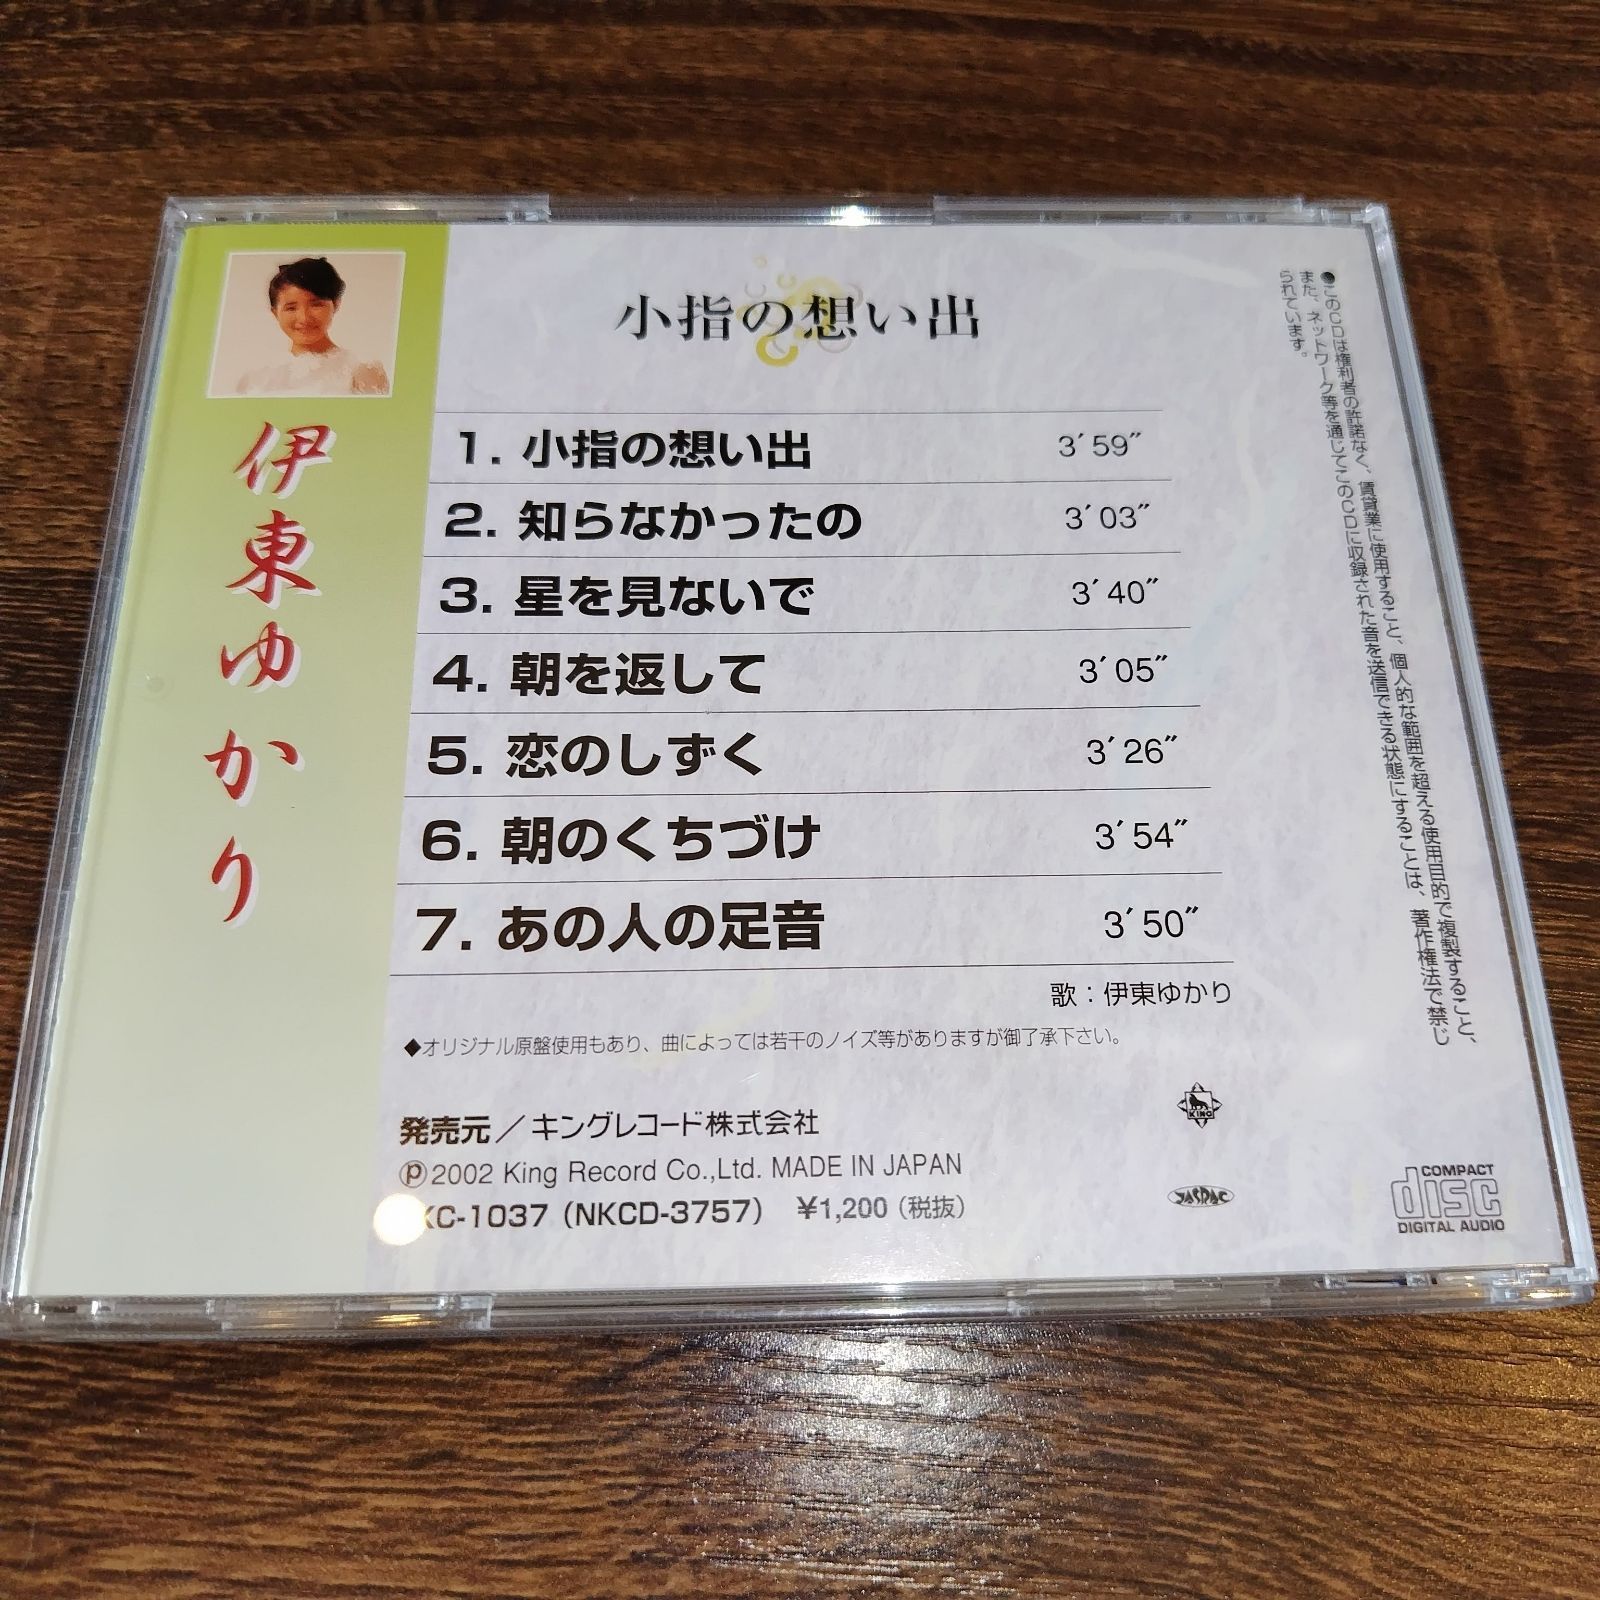 伊東ゆかり
小指の想い出
1. 小指の想い出 3′59″
2. 知らなかったの 3′03″
3. 星を見ないで 3′40″
4. 朝を返して 3′05″
5. 恋のしずく 3′26″
6. 朝のくちづけ 3′54″
7. あの人の足音 3′50″
歌：伊東ゆかり
◆オリジナル原盤使用もあり、曲によっては若干のノイズ等がありますが御了承下さい。
発売元／キングレコード株式会社
Ⓟ2002 King Record Co.,Ltd. MADE IN JAPAN
KC-1037（NKCD-3757） ¥1,200（税抜）
KING
JASRAC
COMPACT
disc
DIGITAL AUDIO
●このCDは権利者の許諾なく、賃貸業に使用すること、個人的な範囲を超える使用目的で複製すること、
また、ネットワーク等を通じてこのCDに収録された音を送信できる状態にすることは、著作権法で禁じ
られています。